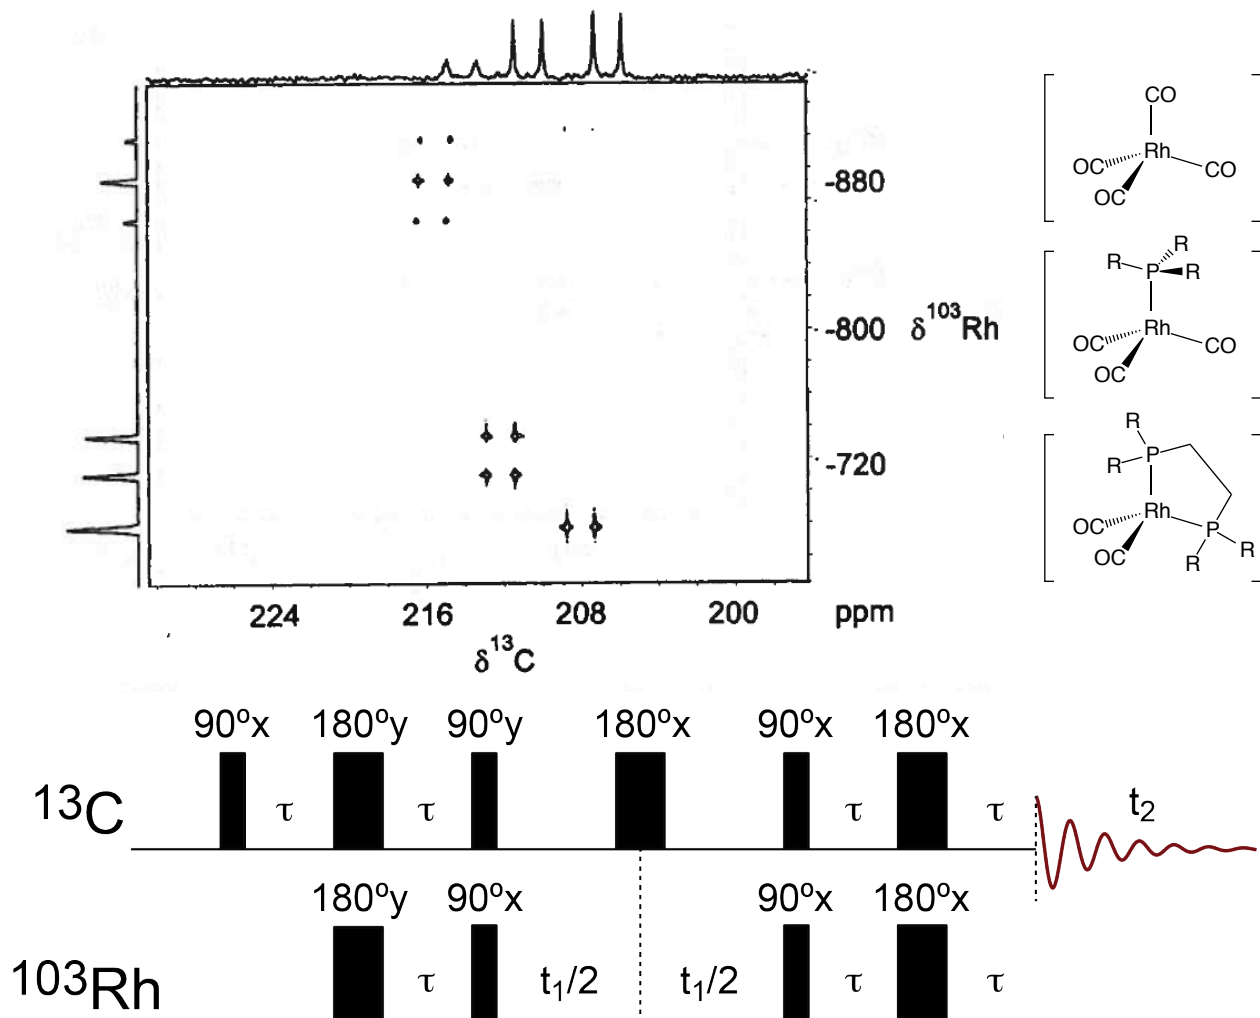 CO
OC Rh CO
OC
-880
R
R P R
-800 δ103Rh
OC Rh CO
OC
R
R P
-720
OC Rh
OC P R
R
224 216 208 200 ppm
δ13C
90ºx 180ºy 90ºy 180ºx 90ºx 180ºx
13C τ τ τ τ t2
180ºy 90ºx 90ºx 180ºx
103Rh τ t1/2 t1/2 τ τ